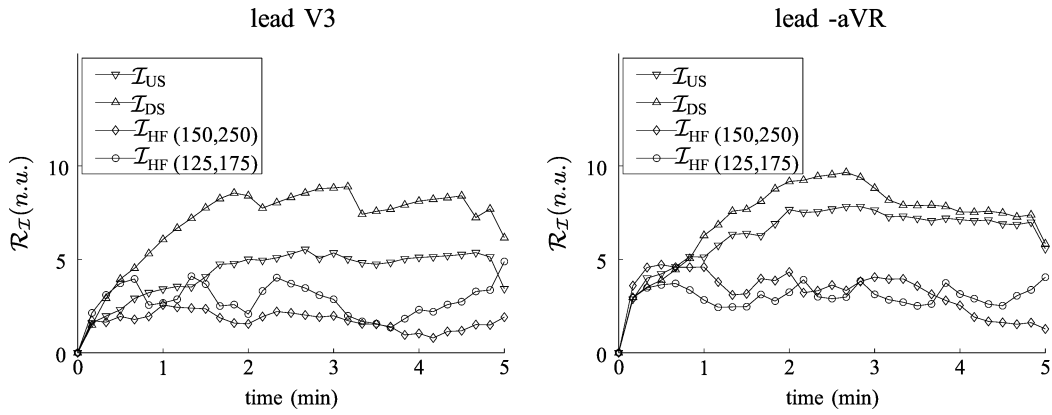 lead V3
ℛ_ℐ(n.u.)
10
5
0
ℐ_US
ℐ_DS
ℐ_HF (150,250)
ℐ_HF (125,175)
0 1 2 3 4 5
time (min)
lead -aVR
ℛ_ℐ(n.u.)
10
5
0
ℐ_US
ℐ_DS
ℐ_HF (150,250)
ℐ_HF (125,175)
0 1 2 3 4 5
time (min)